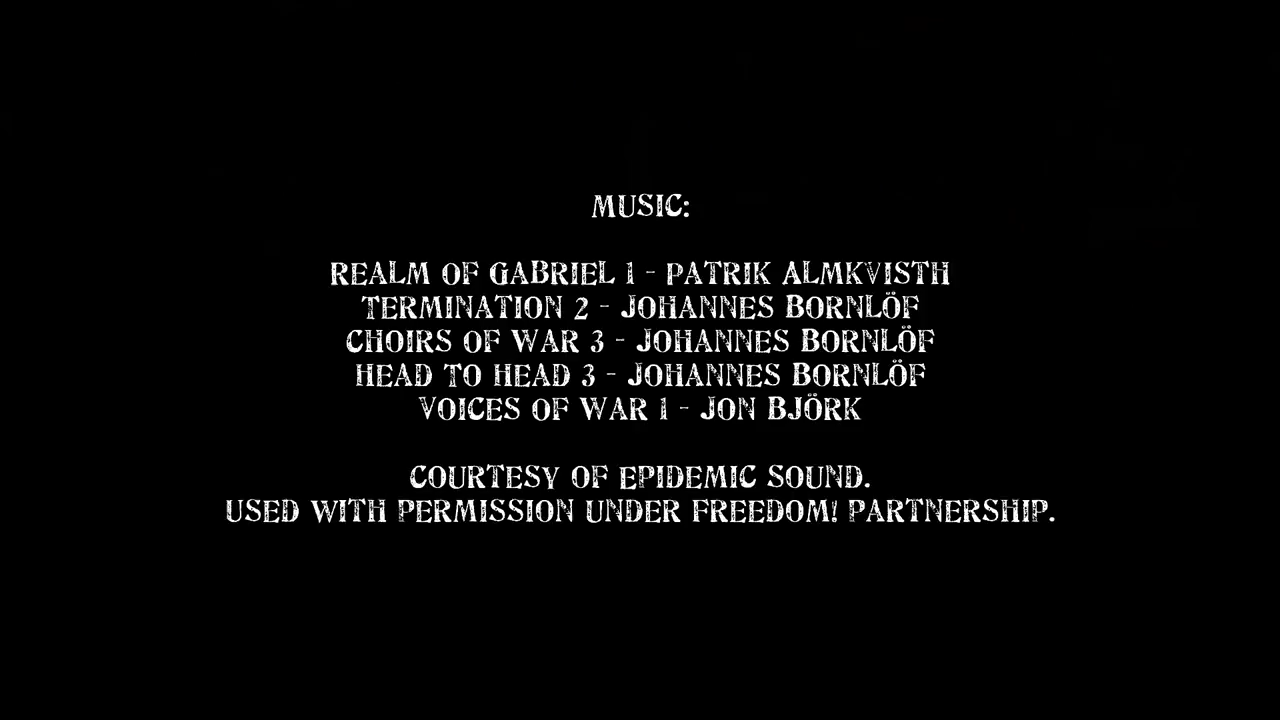 MUSIC:
REALM OF GABRIEL 1 - PATRIK ALMKVISTH
TERMINATION 2 - JOHANNES BORNLÖF
CHOIRS OF WAR 3 - JOHANNES BORNLÖF
HEAD TO HEAD 3 - JOHANNES BORNLÖF
VOICES OF WAR 1 - JON BJÖRK
COURTESY OF EPIDEMIC SOUND.
USED WITH PERMISSION UNDER FREEDOM! PARTNERSHIP.